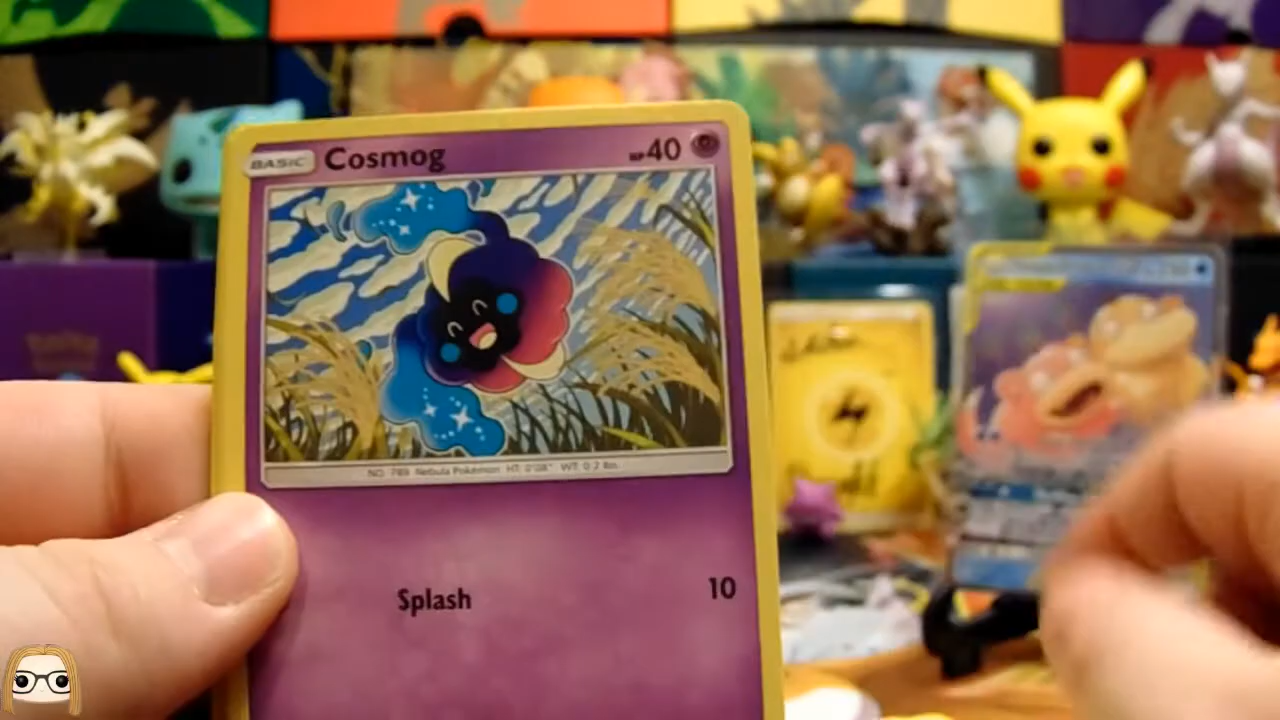 BASIC Cosmog HP40
NO. 789 Nebula Pokémon HT: 0'08" WT: 0.2 lbs.
Splash 10